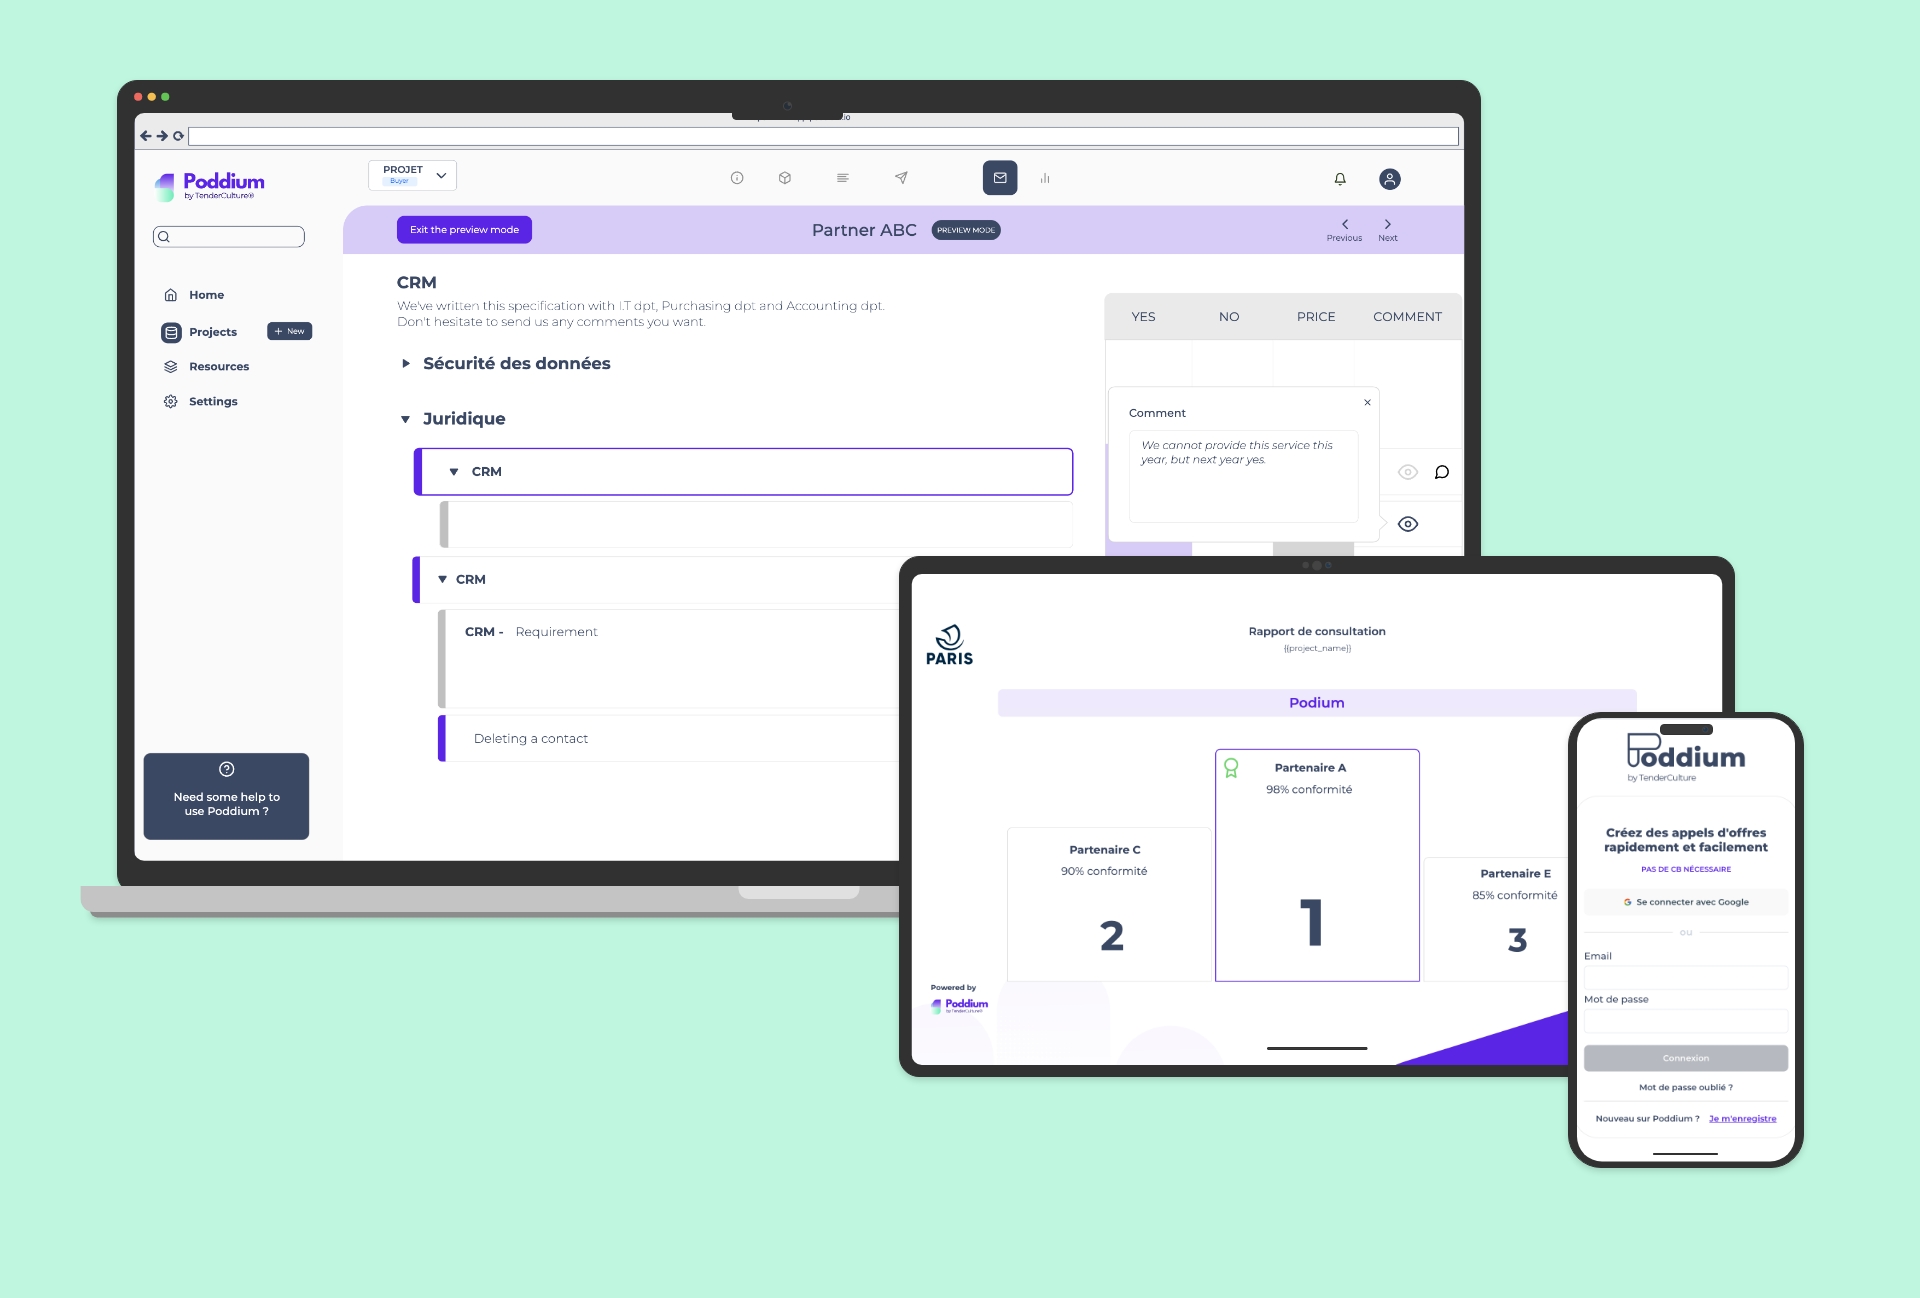 Poddium
by TenderCulture®
PROJET
Buyer
Exit the preview mode
Partner ABC
PREVIEW MODE
Previous
Next
Home
Projects
+ New
Resources
Settings
Need some help to
use Poddium ?
CRM
We've written this specification with I.T dpt, Purchasing dpt and Accounting dpt.
Don't hesitate to send us any comments you want.
Sécurité des données
Juridique
CRM
CRM
CRM - Requirement
Deleting a contact
YES NO PRICE COMMENT
Comment
We cannot provide this service this
year, but next year yes.
PARIS
Rapport de consultation
{{project_name}}
Podium
Partenaire C
90% conformité
2
Partenaire A
98% conformité
1
Partenaire E
85% conformité
3
Powered by
Poddium
by TenderCulture®
Poddium
by TenderCulture
Créez des appels d'offres
rapidement et facilement
PAS DE CB NÉCESSAIRE
Se connecter avec Google
ou
Email
Mot de passe
Connexion
Mot de passe oublié ?
Nouveau sur Poddium ? Je m'enregistre